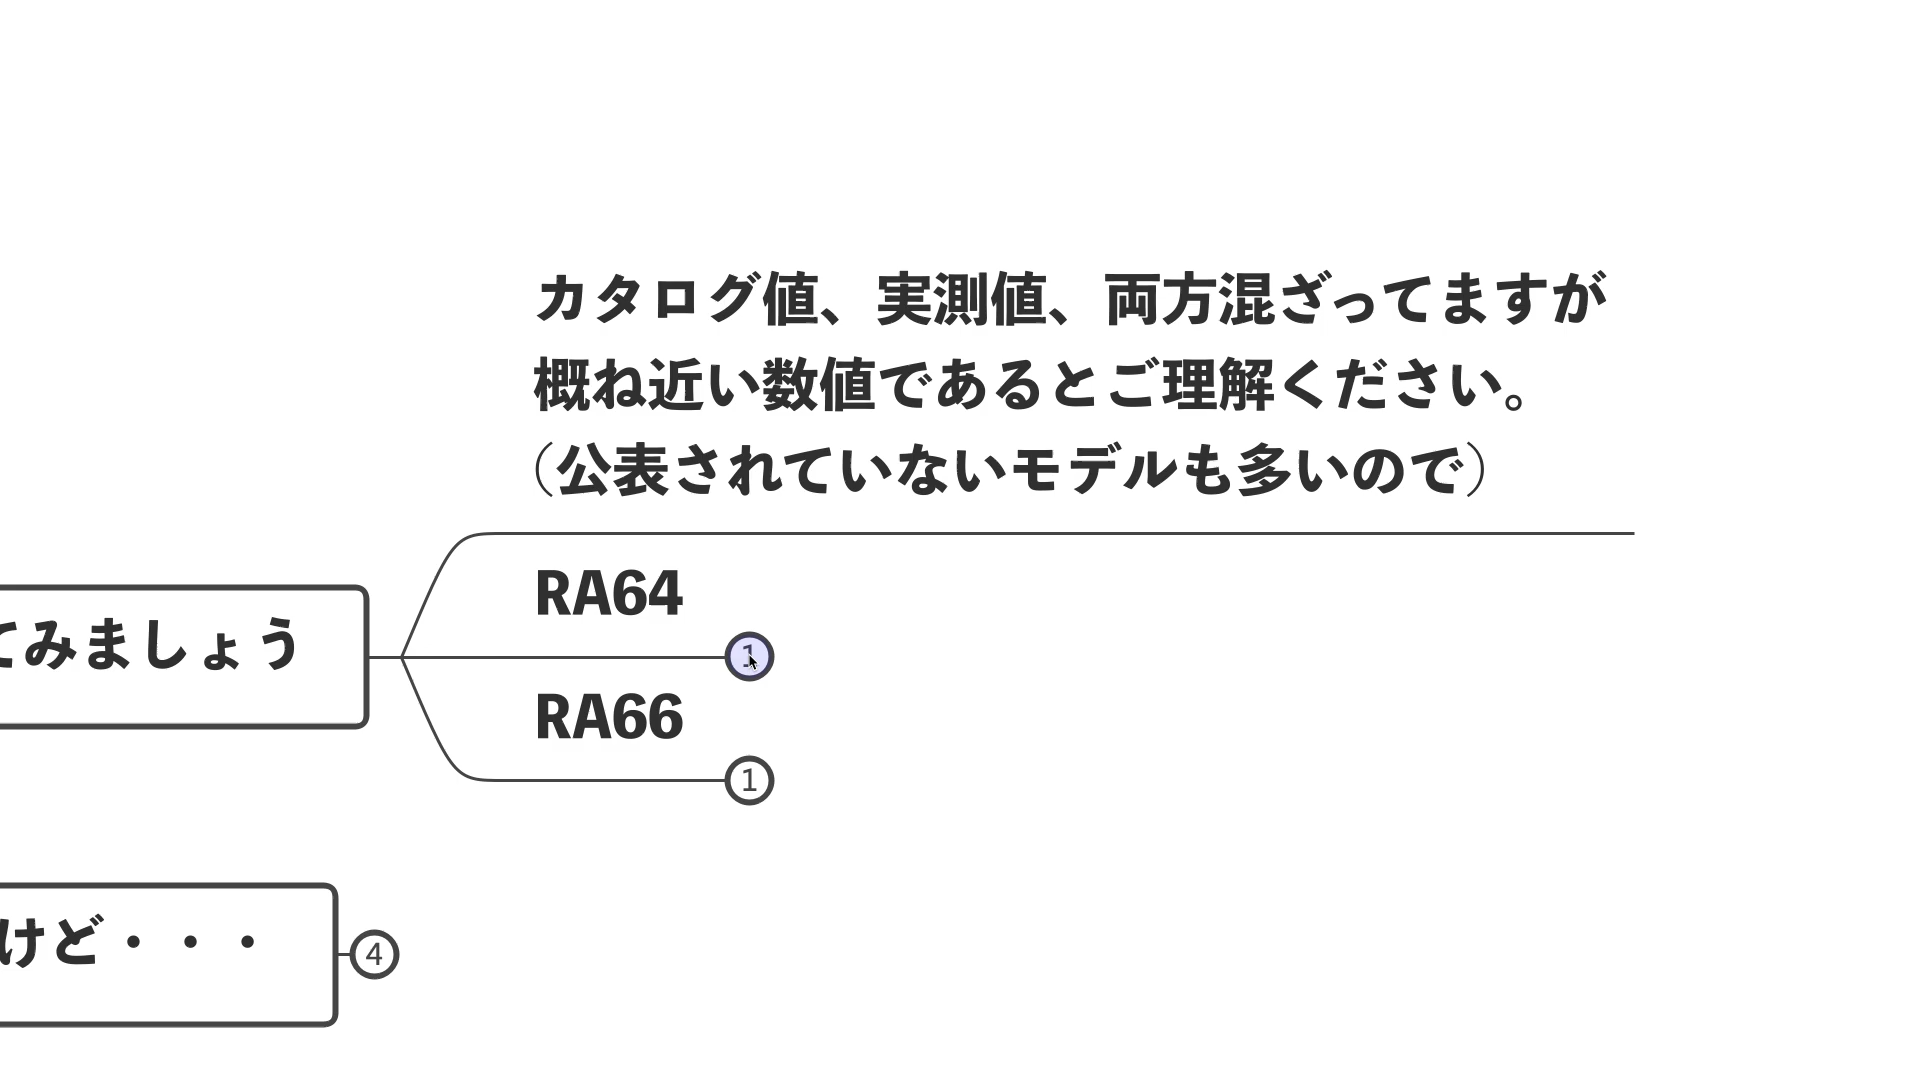 カタログ値、実測値、両方混ざってますが
概ね近い数値であるとご理解ください。
（公表されていないモデルも多いので）
RA64
1
てみましょう
RA66
1
けど・・・
4